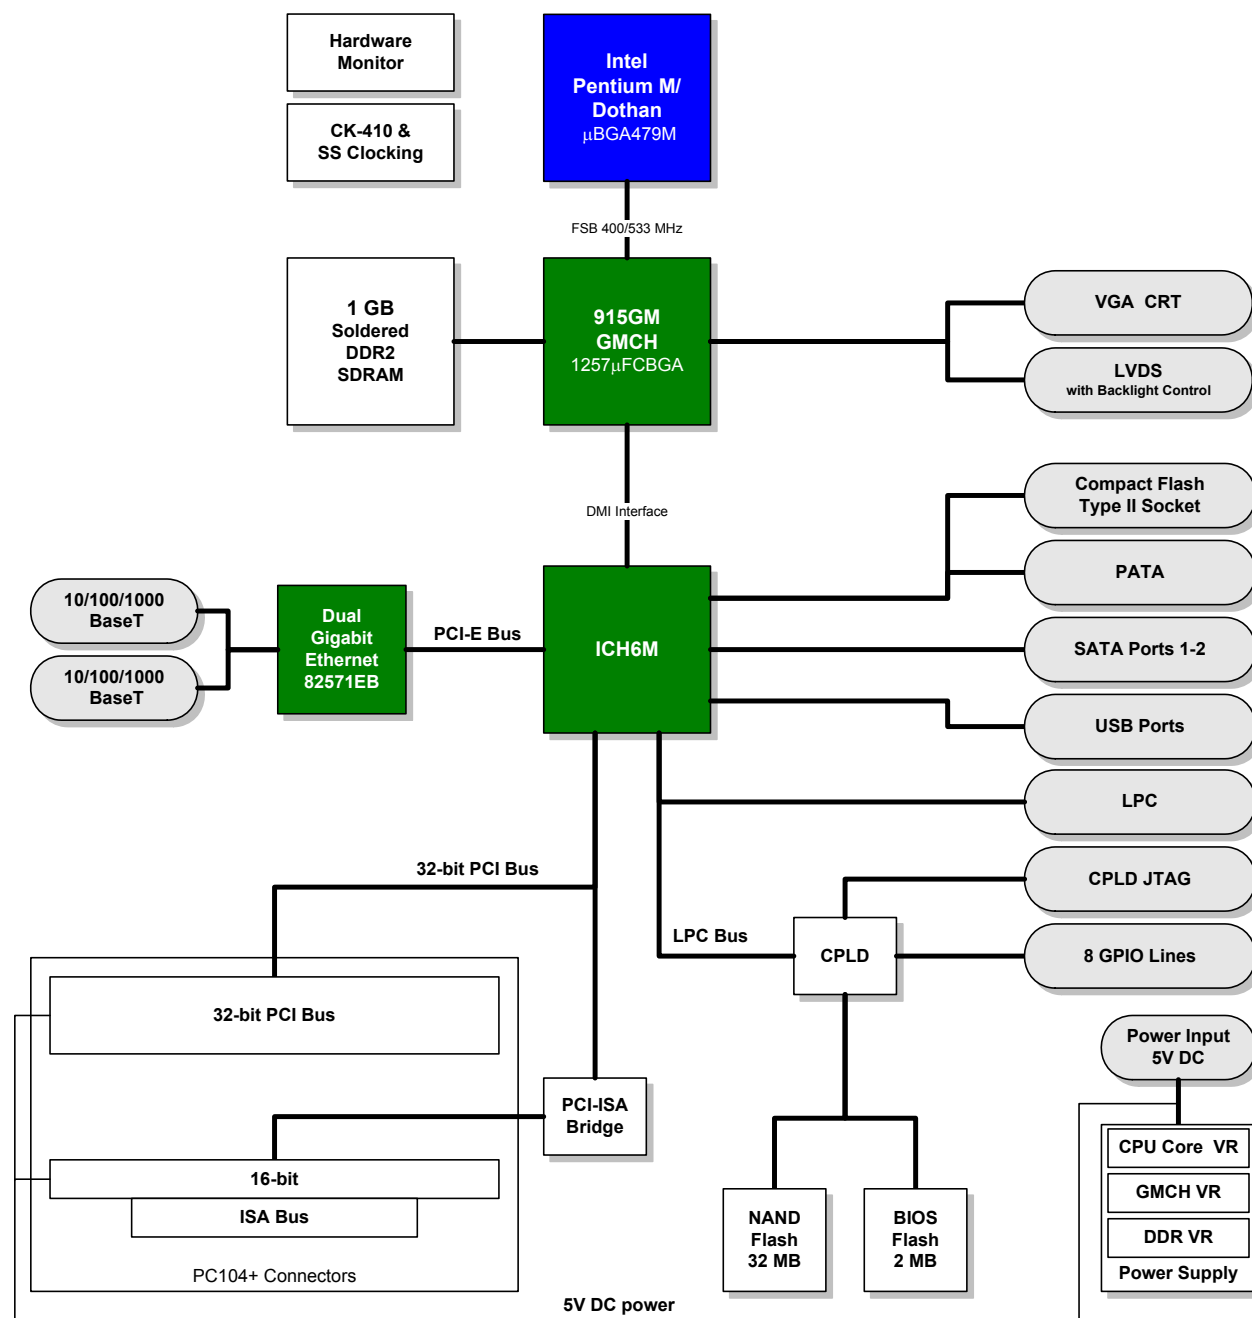 Hardware
Monitor
CK-410 &
SS Clocking
Intel
Pentium M/
Dothan
μBGA479M
FSB 400/533 MHz
1 GB
Soldered
DDR2
SDRAM
915GM
GMCH
1257μFCBGA
VGA CRT
LVDS
with Backlight Control
DMI Interface
Compact Flash
Type II Socket
PATA
10/100/1000
BaseT
10/100/1000
BaseT
Dual
Gigabit
Ethernet
82571EB
PCI-E Bus
ICH6M
SATA Ports 1-2
USB Ports
LPC
32-bit PCI Bus
CPLD JTAG
LPC Bus
CPLD
8 GPIO Lines
32-bit PCI Bus
Power Input
5V DC
PCI-ISA
Bridge
16-bit
ISA Bus
PC104+ Connectors
NAND
Flash
32 MB
BIOS
Flash
2 MB
CPU Core VR
GMCH VR
DDR VR
Power Supply
5V DC power